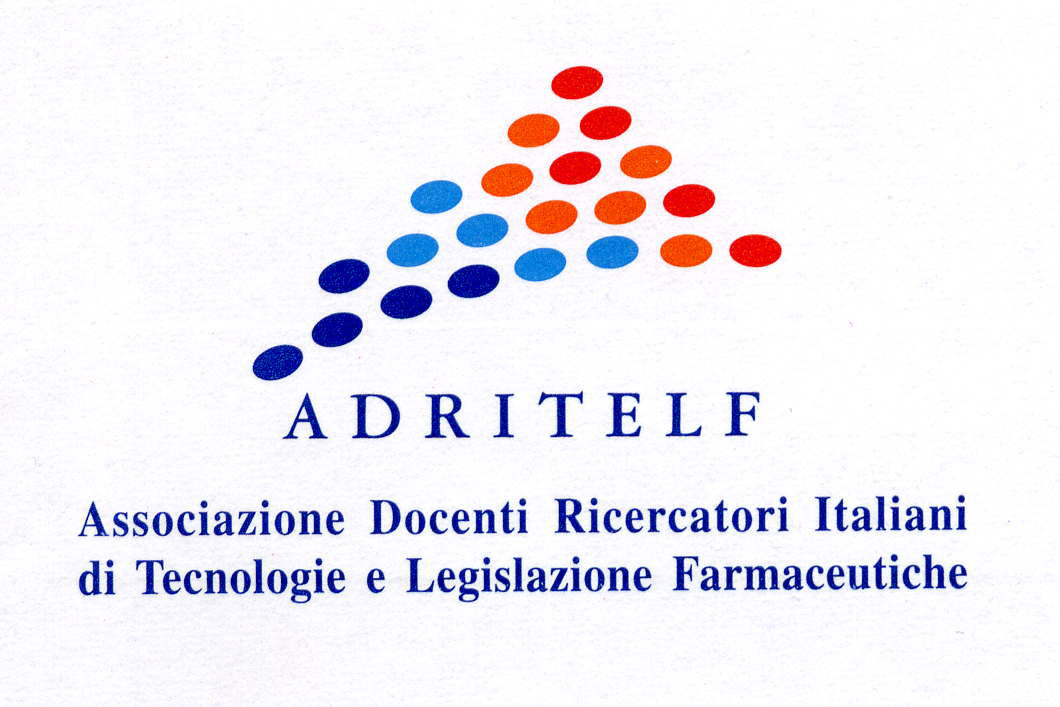 ADRITELF
Associazione Docenti Ricercatori Italiani
di Tecnologie e Legislazione Farmaceutiche